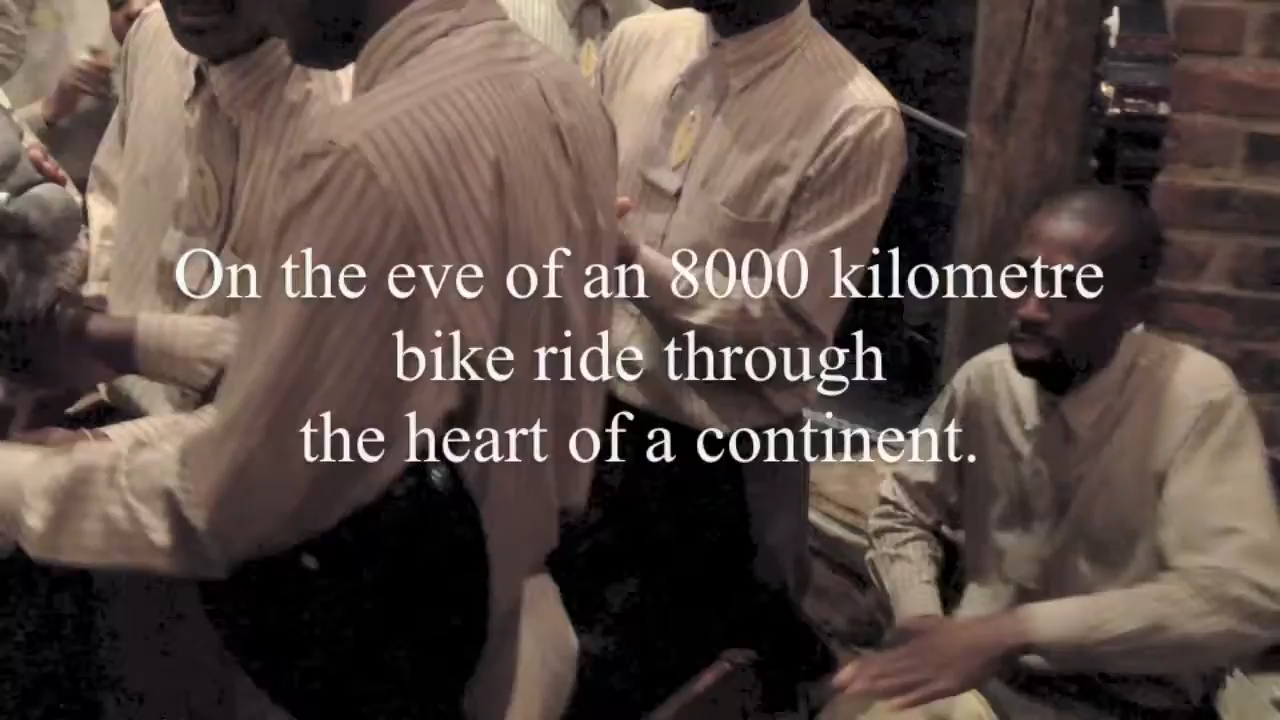 On the eve of an 8000 kilometre
bike ride through
the heart of a continent.